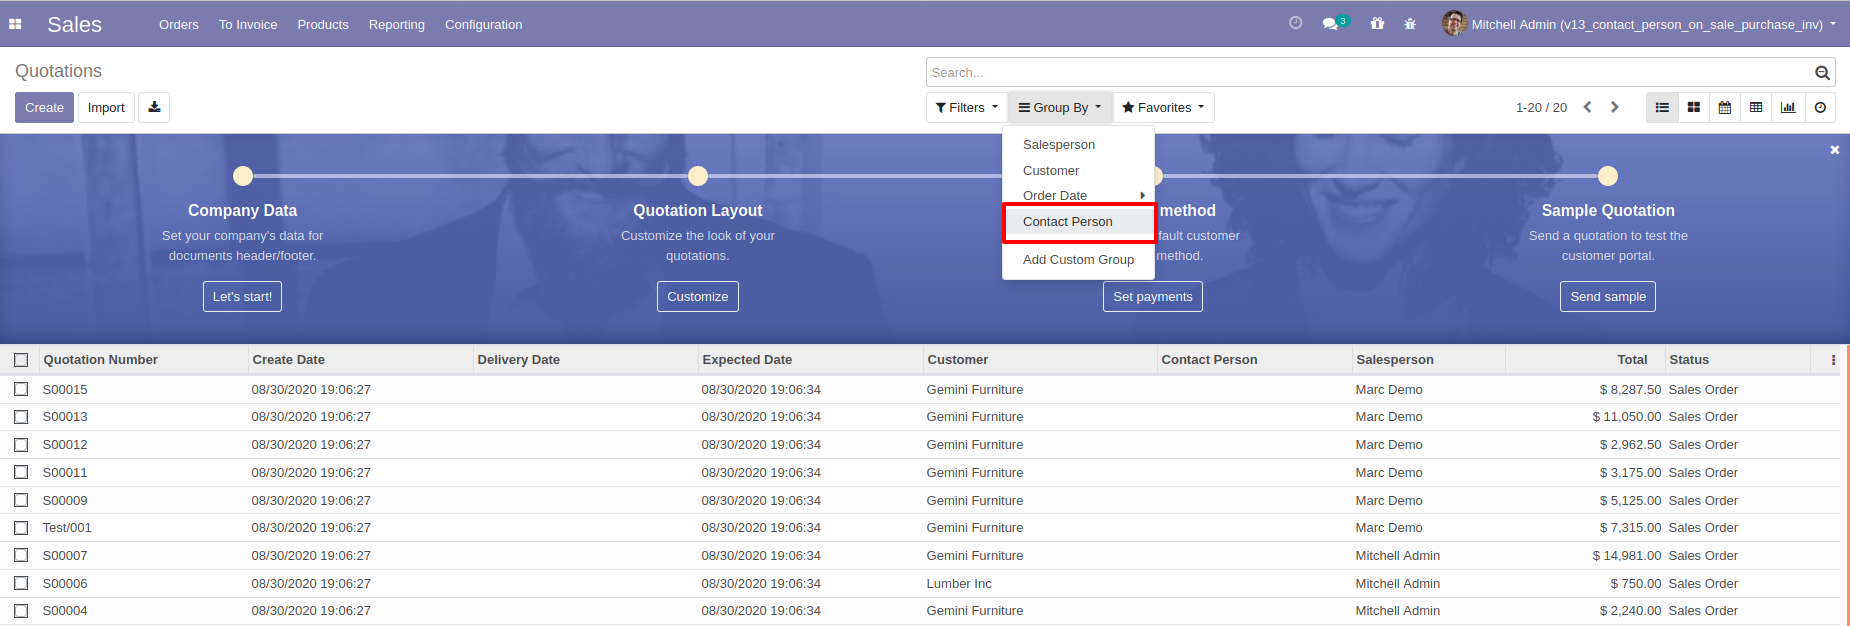 Sales Orders To Invoice Products Reporting Configuration 3 Mitchell Admin (v13_contact_person_on_sale_purchase_inv)
Quotations
Search...
Create Import Filters Group By Favorites 1-20 / 20
Salesperson
Customer
Order Date
Contact Person
Add Custom Group
Company Data
Set your company's data for
documents header/footer.
Let's start!
Quotation Layout
Customize the look of your
quotations.
Customize
method
fault customer
method.
Set payments
Sample Quotation
Send a quotation to test the
customer portal.
Send sample
Quotation Number Create Date Delivery Date Expected Date Customer Contact Person Salesperson Total Status
S00015 08/30/2020 19:06:27 08/30/2020 19:06:34 Gemini Furniture Marc Demo $ 8,287.50 Sales Order
S00013 08/30/2020 19:06:27 08/30/2020 19:06:34 Gemini Furniture Marc Demo $ 11,050.00 Sales Order
S00012 08/30/2020 19:06:27 08/30/2020 19:06:34 Gemini Furniture Marc Demo $ 2,962.50 Sales Order
S00011 08/30/2020 19:06:27 08/30/2020 19:06:34 Gemini Furniture Marc Demo $ 3,175.00 Sales Order
S00009 08/30/2020 19:06:27 08/30/2020 19:06:34 Gemini Furniture Marc Demo $ 5,125.00 Sales Order
Test/001 08/30/2020 19:06:27 08/30/2020 19:06:34 Gemini Furniture Marc Demo $ 7,315.00 Sales Order
S00007 08/30/2020 19:06:27 08/30/2020 19:06:34 Gemini Furniture Mitchell Admin $ 14,981.00 Sales Order
S00006 08/30/2020 19:06:27 08/30/2020 19:06:34 Lumber Inc Mitchell Admin $ 750.00 Sales Order
S00004 08/30/2020 19:06:27 08/30/2020 19:06:34 Gemini Furniture Mitchell Admin $ 2,240.00 Sales Order